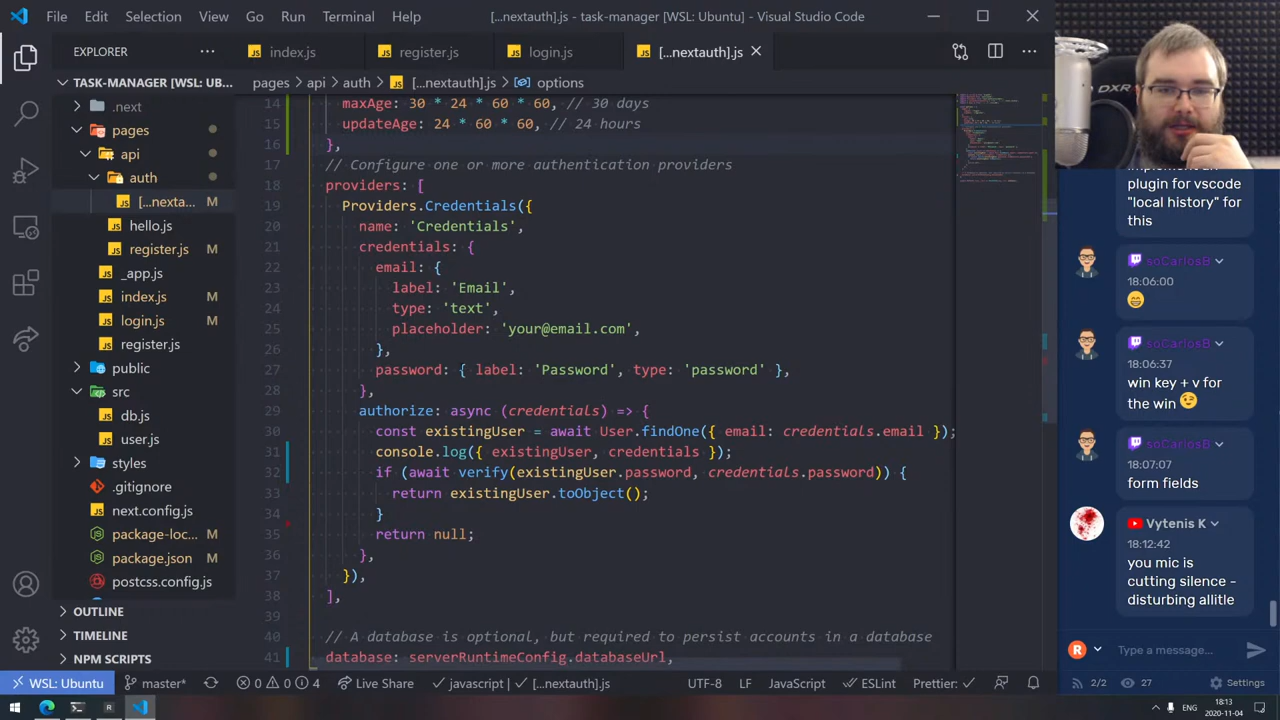 File Edit Selection View Go Run Terminal Help [...nextauth].js - task-manager [WSL: Ubuntu] - Visual Studio Code
EXPLORER
index.js register.js login.js [...nextauth].js
TASK-MANAGER [WSL: UBU...
pages > api > auth > [...nextauth].js > options
.next
pages
api
auth
[...nexta... M
hello.js
register.js M
_app.js
index.js M
login.js M
register.js
public
src
db.js
user.js
styles
.gitignore
next.config.js
package-loc... M
package.json M
postcss.config.js
OUTLINE
TIMELINE
NPM SCRIPTS
14 maxAge: 30 * 24 * 60 * 60, // 30 days
15 updateAge: 24 * 60 * 60, // 24 hours
16 },
17 // Configure one or more authentication providers
18 providers: [
19 Providers.Credentials({
20 name: 'Credentials',
21 credentials: {
22 email: {
23 label: 'Email',
24 type: 'text',
25 placeholder: 'your@email.com',
26 },
27 password: { label: 'Password', type: 'password' },
28 },
29 authorize: async (credentials) => {
30 const existingUser = await User.findOne({ email: credentials.email });
31 console.log({ existingUser, credentials });
32 if (await verify(existingUser.password, credentials.password)) {
33 return existingUser.toObject();
34 }
35 return null;
36 },
37 }),
38 ],
39
40 // A database is optional, but required to persist accounts in a database
41 database: serverRuntimeConfig.databaseUrl,
DXR
plugin for vscode
"local history" for
this
soCarlosB
18:06:00
soCarlosB
18:06:37
win key + v for
the win
soCarlosB
18:07:07
form fields
Vytenis K
18:12:42
you mic is
cutting silence -
disturbing allitle
R Type a message...
2/2 27 Settings
WSL: Ubuntu master* 0 0 4 Live Share javascript | [...nextauth].js UTF-8 LF JavaScript ESLint Prettier:
ENG 18:13
2020-11-04